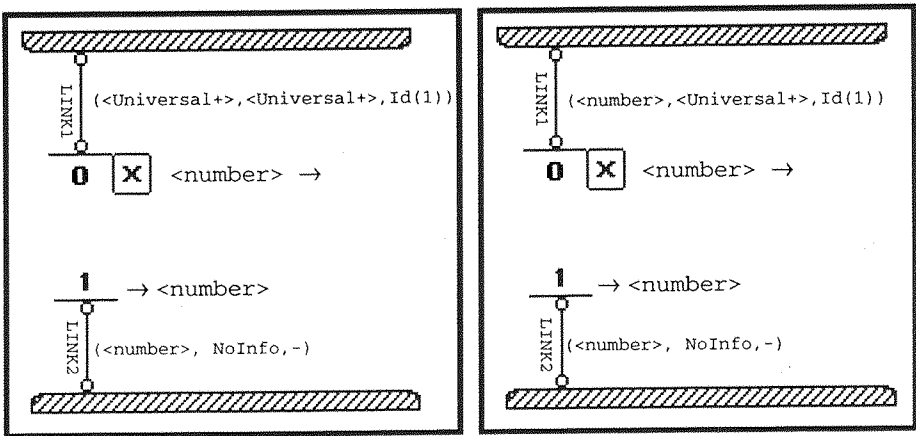 LINK1
(<Universal+>,<Universal+>,Id(1))
0 X <number> →
1 → <number>
LINK2
(<number>, NoInfo,-)
LINK1
(<number>,<Universal+>,Id(1))
0 X <number> →
1 → <number>
LINK2
(<number>, NoInfo,-)